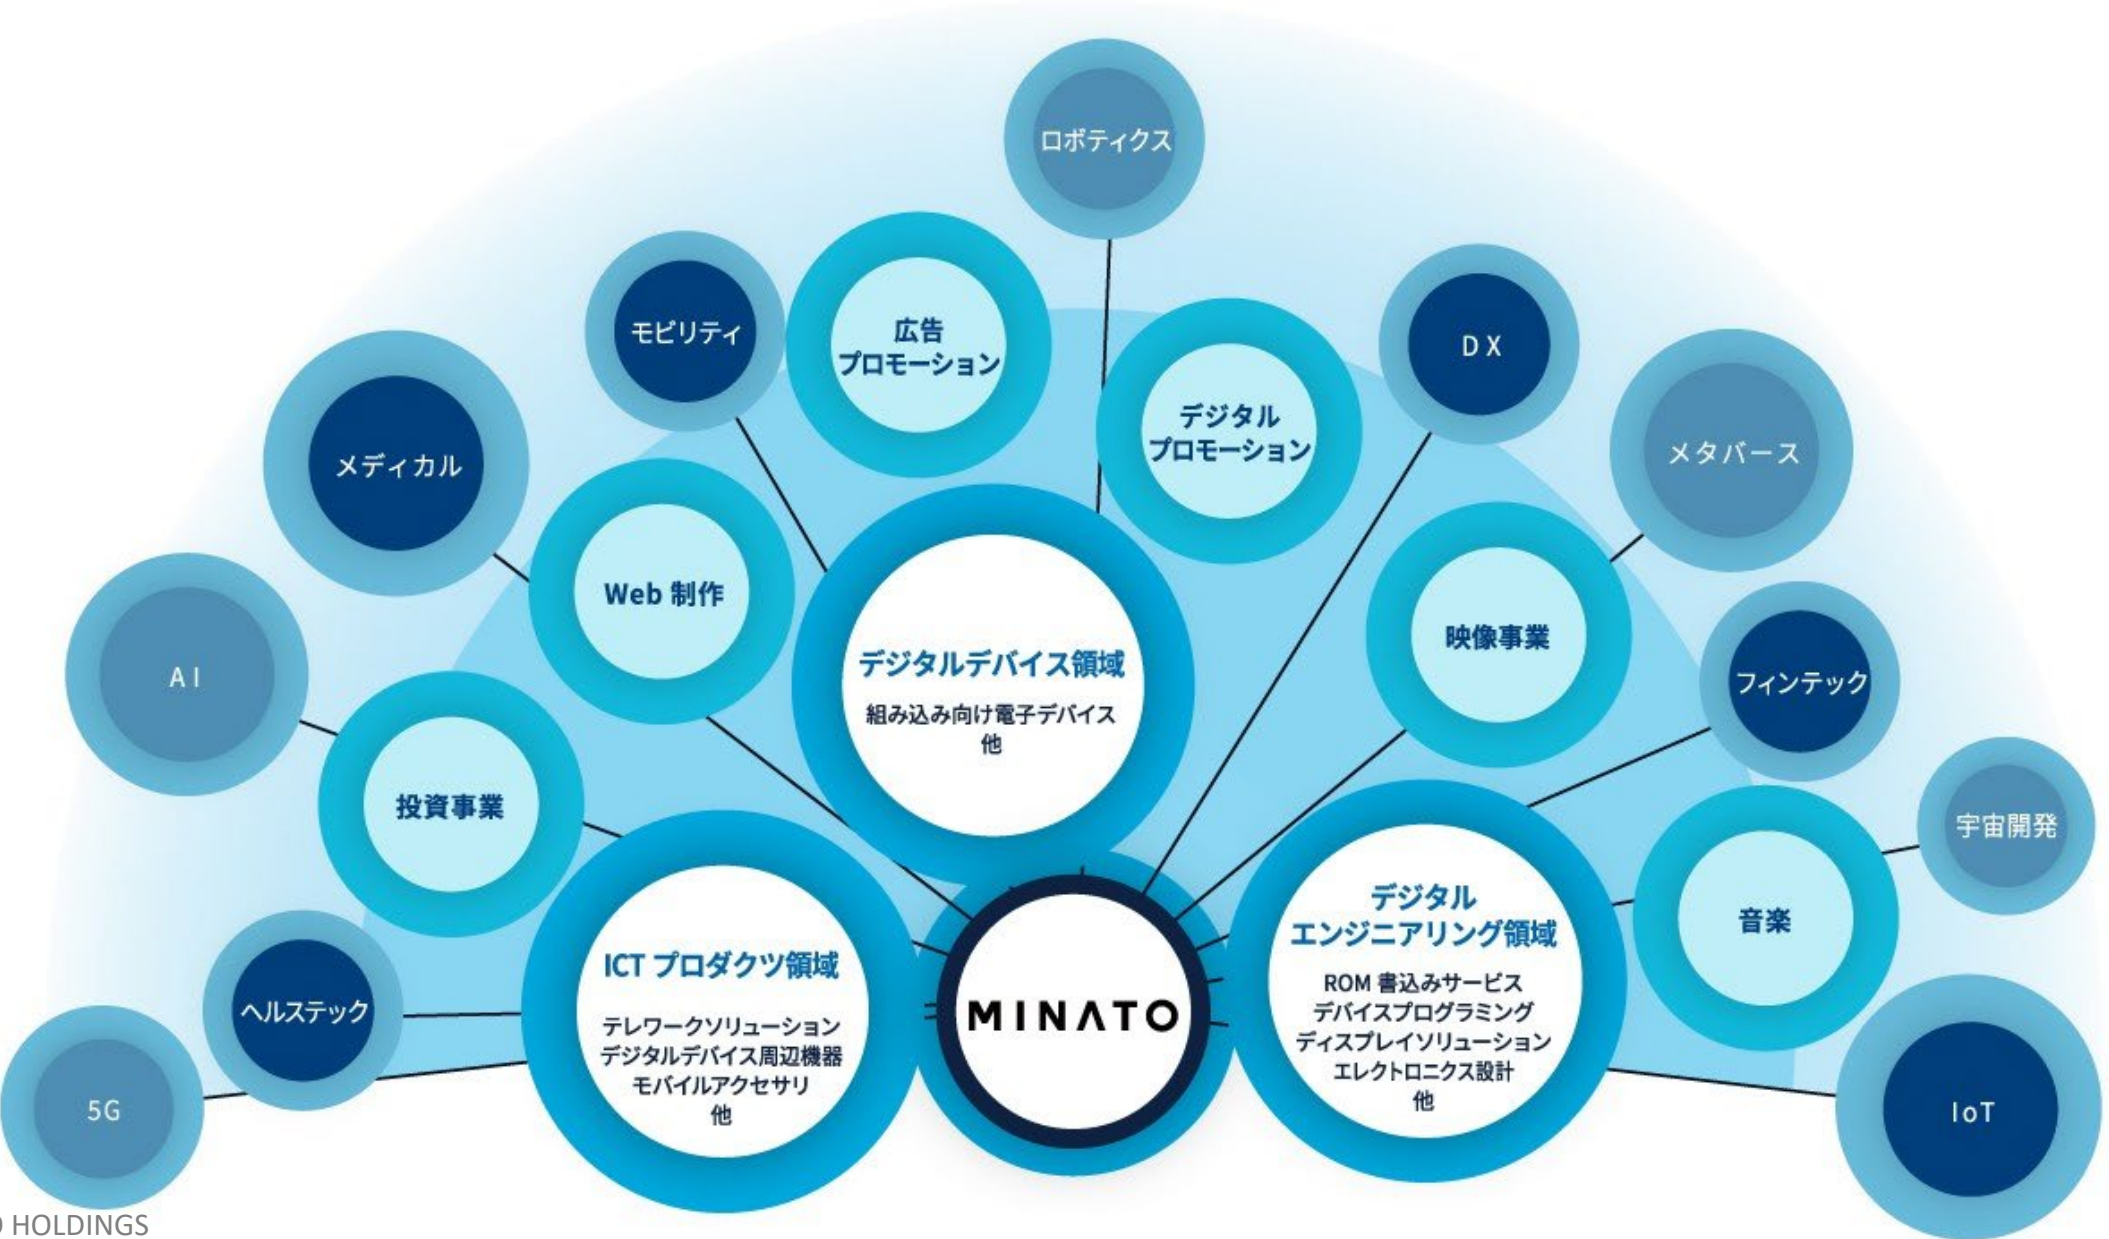 ロボティクス
モビリティ
広告
プロモーション
デジタル
プロモーション
DX
メディカル
メタバース
Web 制作
映像事業
AI
デジタルデバイス領域
組み込み向け電子デバイス
他
フィンテック
投資事業
宇宙開発
音楽
ヘルステック
ICT プロダクツ領域
テレワークソリューション
デジタルデバイス周辺機器
モバイルアクセサリ
他
MINATO
デジタル
エンジニアリング領域
ROM 書込みサービス
デバイスプログラミング
ディスプレイソリューション
エレクトロニクス設計
他
5G
IoT
HOLDINGS